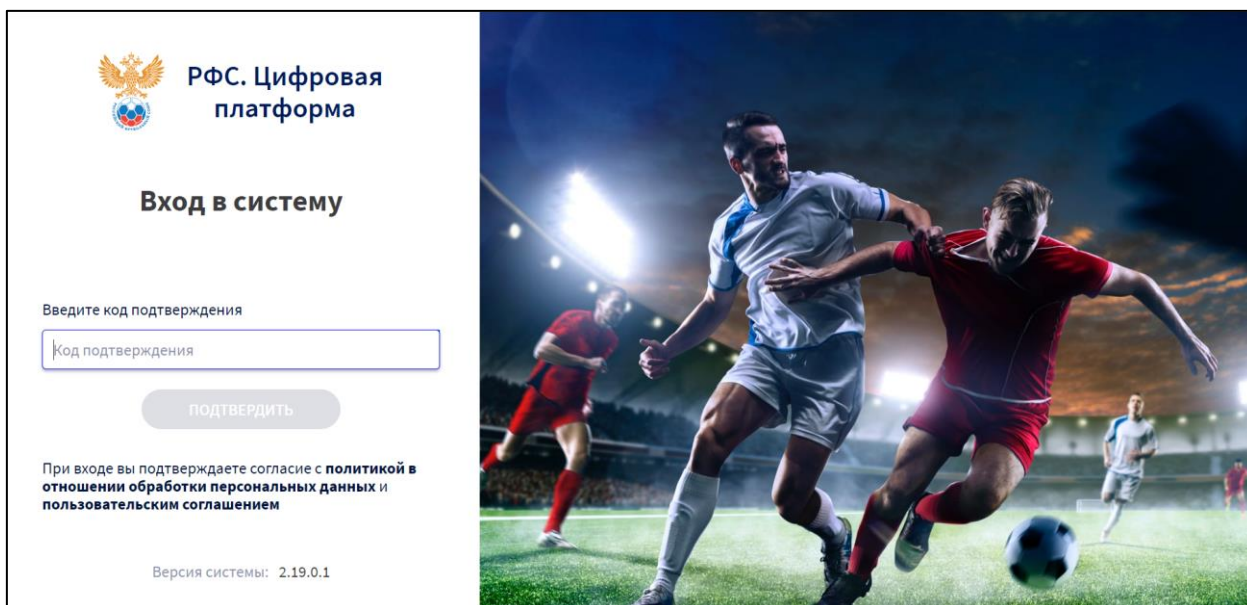 РФС. Цифровая
платформа
Вход в систему
Введите код подтверждения
Код подтверждения
ПОДТВЕРДИТЬ
При входе вы подтверждаете согласие с политикой в
отношении обработки персональных данных и
пользовательским соглашением
Версия системы: 2.19.0.1